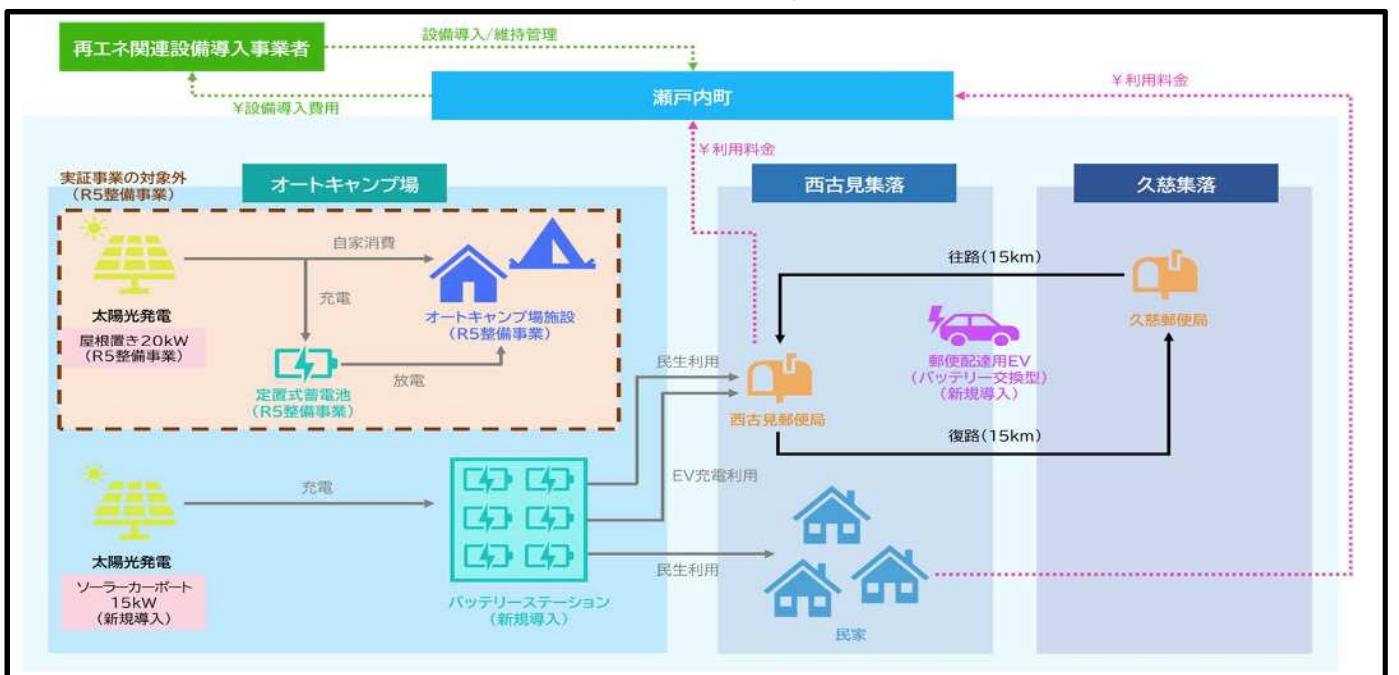 再エネ関連設備導入事業者
設備導入/維持管理
¥設備導入費用
瀬戸内町
¥利用料金
¥利用料金
実証事業の対象外
(R5整備事業)
オートキャンプ場
西古見集落
久慈集落
自家消費
充電
太陽光発電
屋根置き20kW
(R5整備事業)
オートキャンプ場施設
(R5整備事業)
放電
定置式蓄電池
(R5整備事業)
往路(15km)
久慈郵便局
郵便配達用EV
(バッテリー交換型)
(新規導入)
民生利用
西古見郵便局
復路(15km)
EV充電利用
充電
太陽光発電
ソーラーカーポート
15kW
(新規導入)
バッテリーステーション
(新規導入)
民生利用
民家